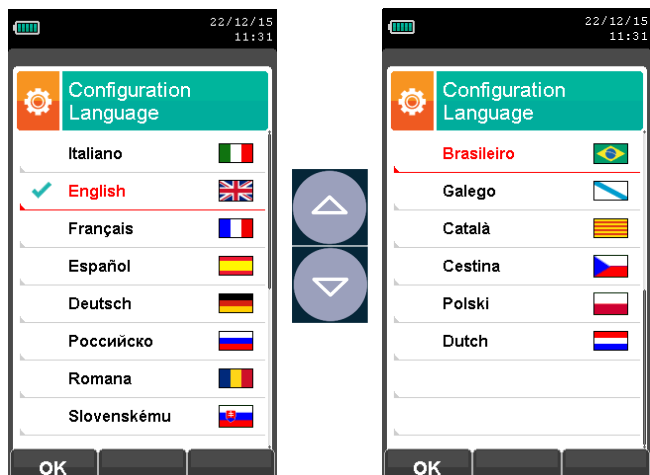 22/12/15
11:31
Configuration
Language
Italiano
English
Français
Español
Deutsch
Российско
Romana
Slovenskému
OK
22/12/15
11:31
Configuration
Language
Brasileiro
Galego
Català
Cestina
Polski
Dutch
OK